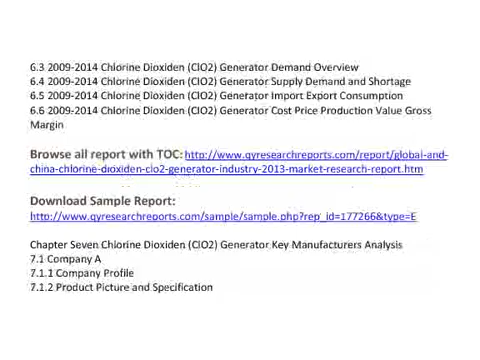 6.3 2009-2014 Chlorine Dioxiden (ClO2) Generator Demand Overview
6.4 2009-2014 Chlorine Dioxiden (ClO2) Generator Supply Demand and Shortage
6.5 2009-2014 Chlorine Dioxiden (ClO2) Generator Import Export Consumption
6.6 2009-2014 Chlorine Dioxiden (ClO2) Generator Cost Price Production Value Gross
Margin
Browse all report with TOC: http://www.qyresearchreports.com/report/global-and-
china-chlorine-dioxiden-clo2-generator-industry-2013-market-research-report.htm
Download Sample Report:
http://www.qyresearchreports.com/sample/sample.php?rep_id=177266&type=E
Chapter Seven Chlorine Dioxiden (ClO2) Generator Key Manufacturers Analysis
7.1 Company A
7.1.1 Company Profile
7.1.2 Product Picture and Specification